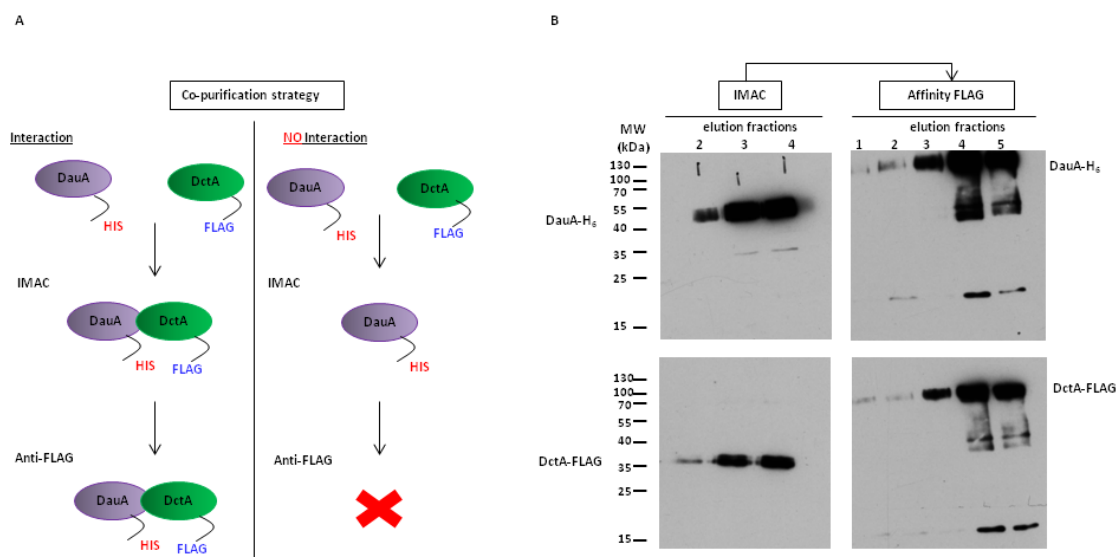 A
Co-purification strategy
Interaction
NO Interaction
DauA
DctA
DauA
DctA
HIS
FLAG
HIS
FLAG
IMAC
IMAC
DauA
DctA
DauA
HIS
FLAG
HIS
Anti-FLAG
Anti-FLAG
DauA
DctA
HIS
FLAG
B
IMAC
Affinity FLAG
elution fractions
elution fractions
MW
(kDa)
2 3 4
1 2 3 4 5
130
100
70
55
40
35
25
15
DauA-H₆
DauA-H₆
130
100
70
55
40
35
25
15
DctA-FLAG
DctA-FLAG